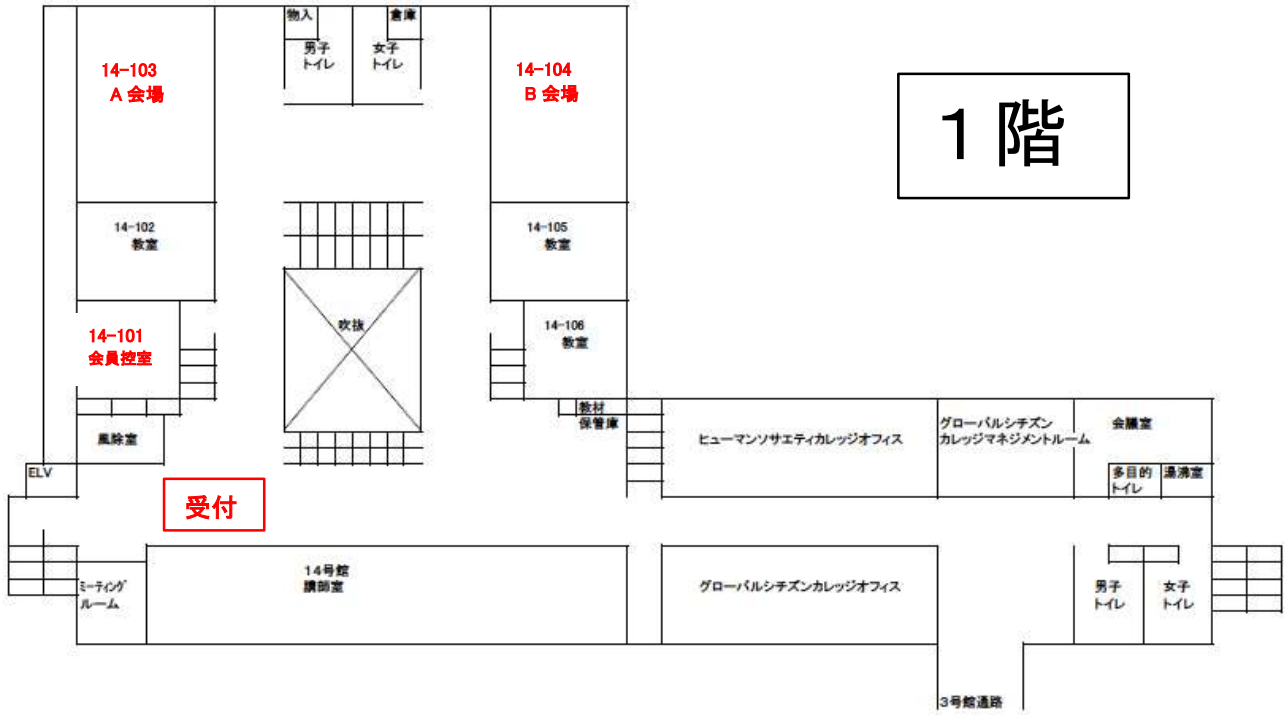 物入
倉庫
男子
トイレ
女子
トイレ
14-103
A 会場
14-104
B 会場
1階
14-102
教室
14-105
教室
吹抜
14-101
会員控室
14-106
教室
教材
保管庫
風除室
ヒューマンソサエティカレッジオフィス
グローバルシチズン
カレッジマネジメントルーム
会議室
ELV
多目的
トイレ
湯沸室
受付
ミーティング
ルーム
14号館
講師室
グローバルシチズンカレッジオフィス
男子
トイレ
女子
トイレ
3号館通路